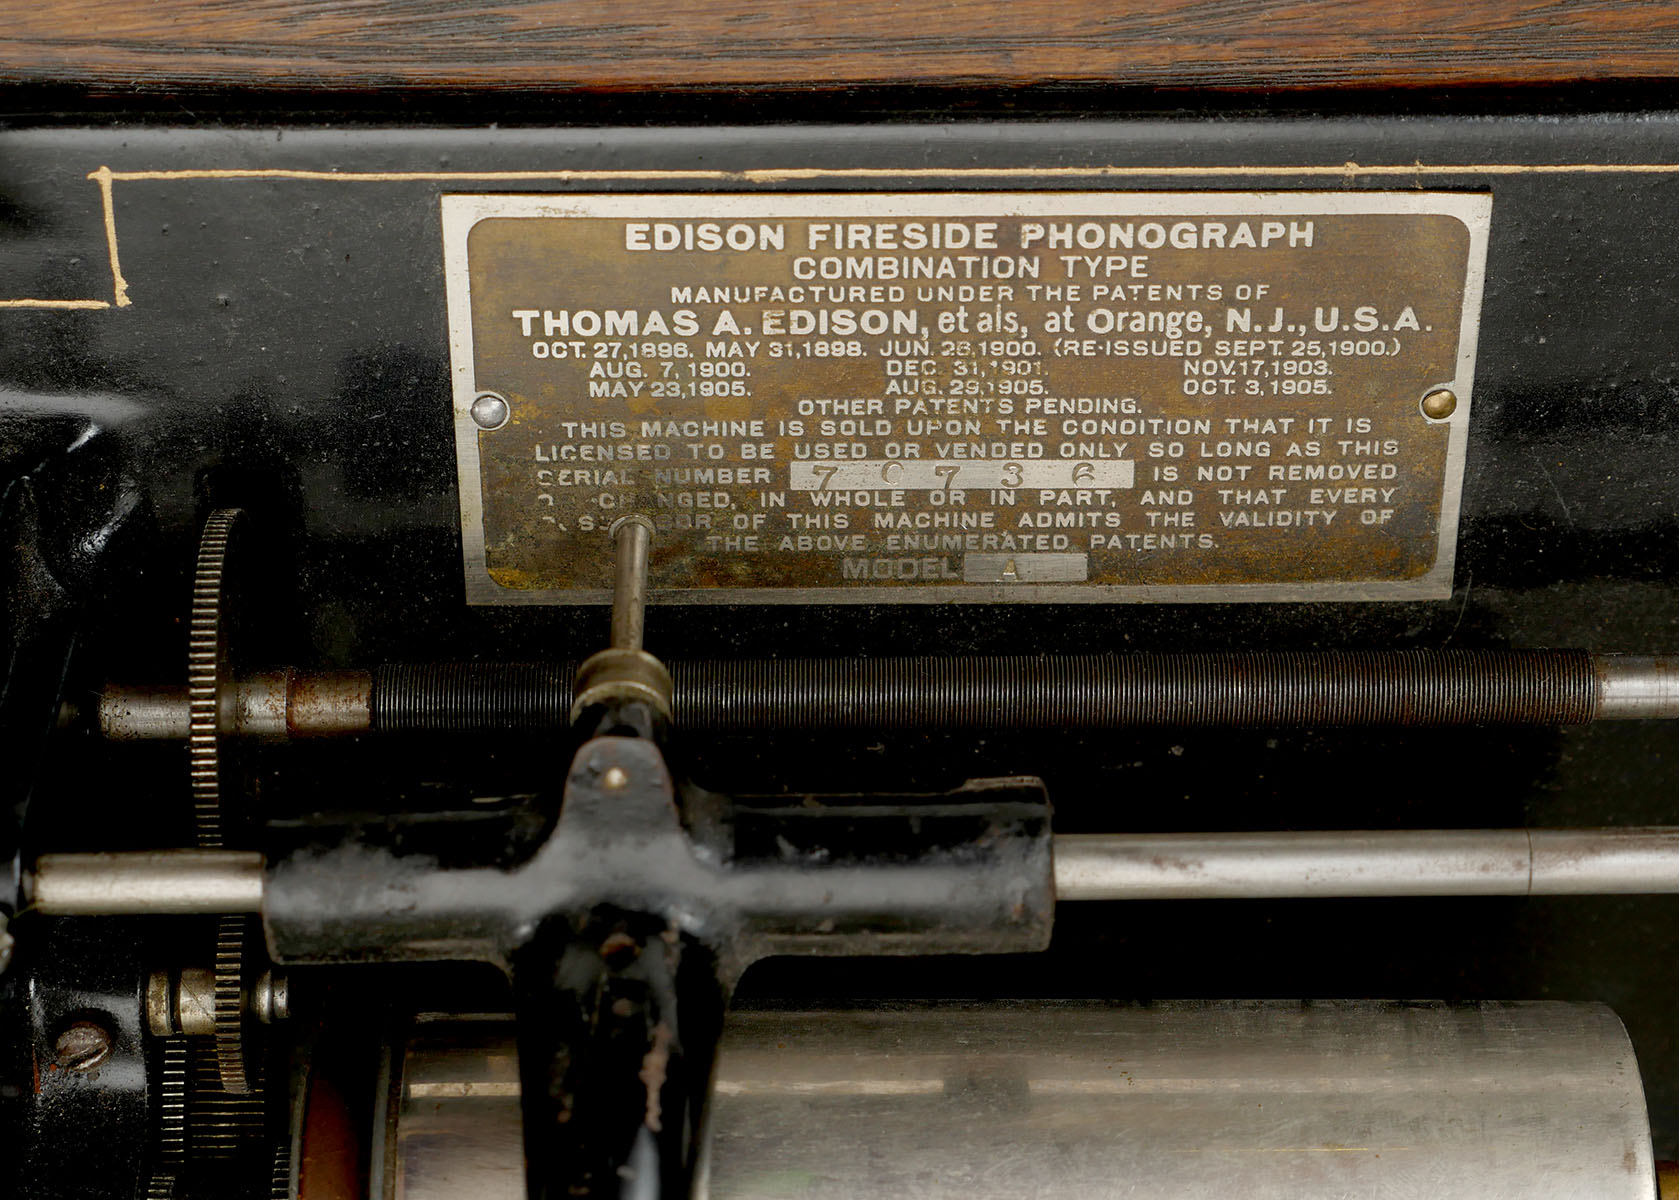 EDISON FIRESIDE PHONOGRAPH
COMBINATION TYPE
MANUFACTURED UNDER THE PATENTS OF
THOMAS A. EDISON, et als, at Orange, N.J., U.S.A.
OCT. 27,1896. MAY 31,1898. JUN. 26,1900. (RE-ISSUED SEPT. 25,1900.)
AUG. 7,1900. DEC. 31,1901. NOV.17,1903.
MAY 23,1905. AUG. 29,1905. OCT. 3,1905.
OTHER PATENTS PENDING.
THIS MACHINE IS SOLD UPON THE CONDITION THAT IT IS
LICENSED TO BE USED OR VENDED ONLY SO LONG AS THIS
SERIAL NUMBER 70736 IS NOT REMOVED
CHANGED, IN WHOLE OR IN PART, AND THAT EVERY
OF THIS MACHINE ADMITS THE VALIDITY OF
THE ABOVE ENUMERATED PATENTS.
MODEL A